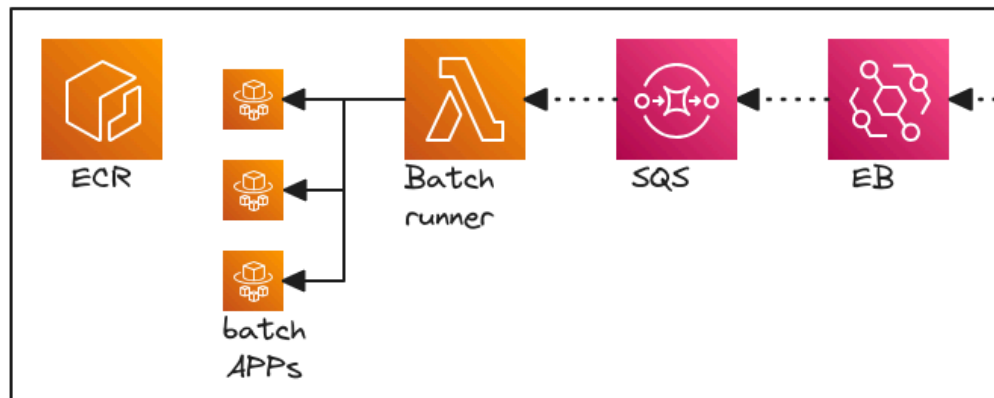 ECR
Batch
runner
SQS
EB
batch
APPs